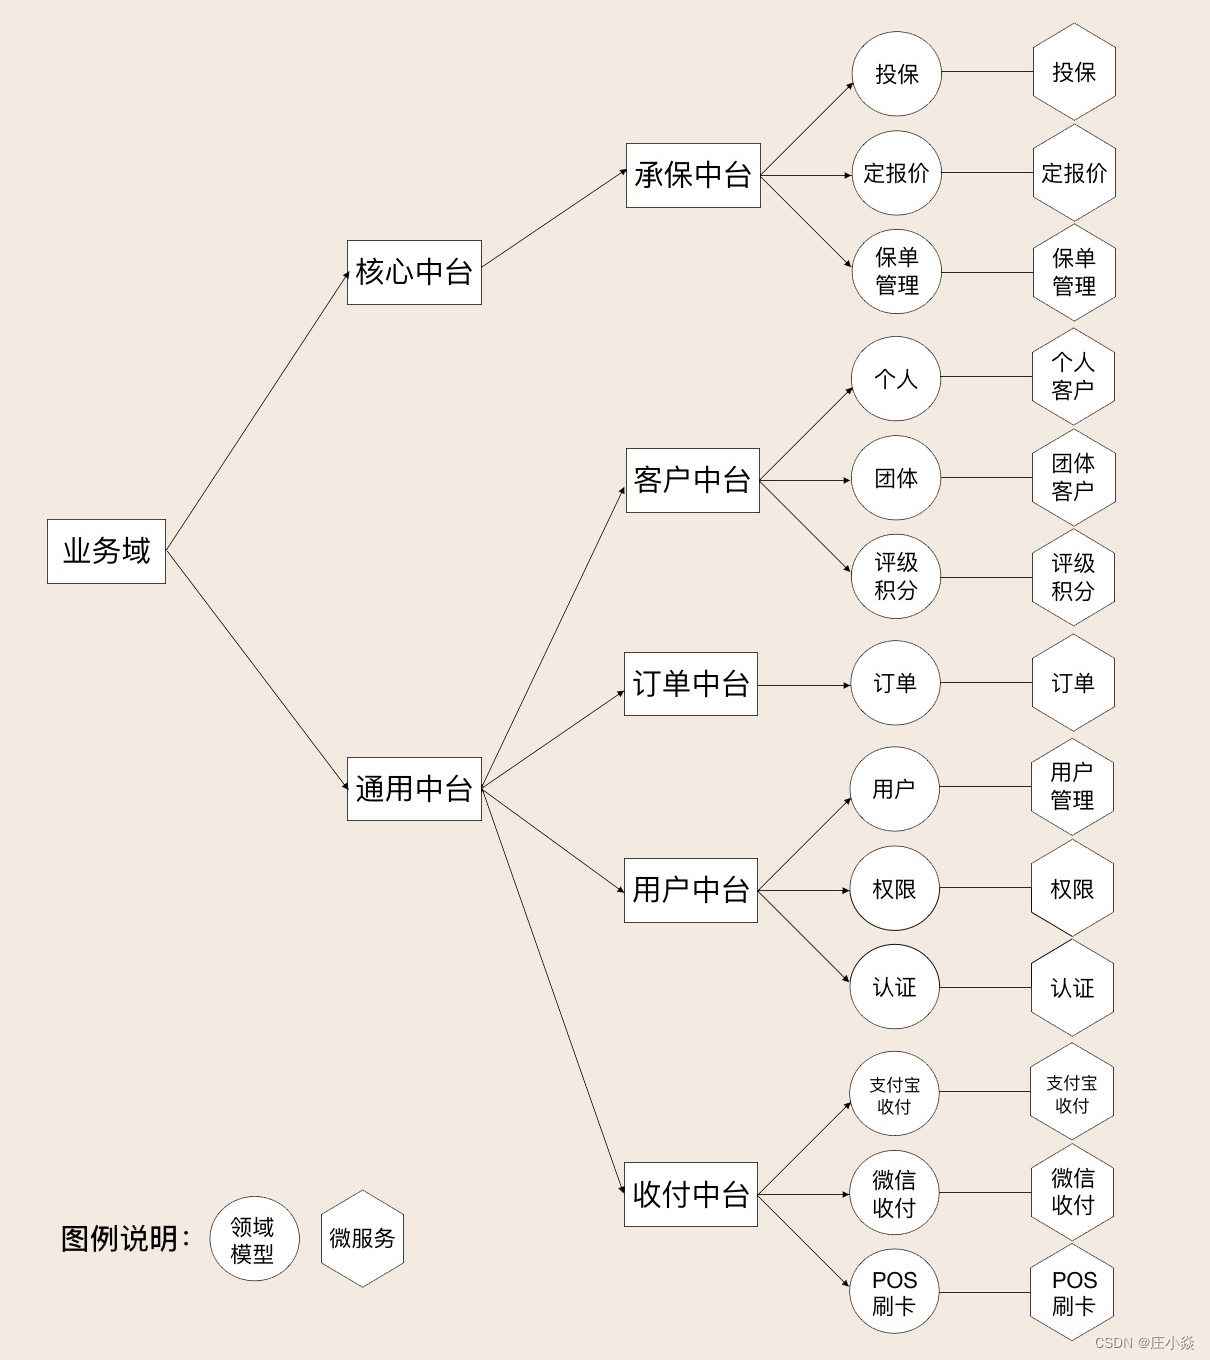 业务域
核心中台
通用中台
承保中台
客户中台
订单中台
用户中台
收付中台
投保
投保
定报价
定报价
保单
管理
保单
管理
个人
个人
客户
团体
团体
客户
评级
积分
评级
积分
订单
订单
用户
用户
管理
权限
权限
认证
认证
支付宝
收付
支付宝
收付
微信
收付
微信
收付
POS
刷卡
POS
刷卡
图例说明：
领域
模型
微服务
CSDN @庄小焱